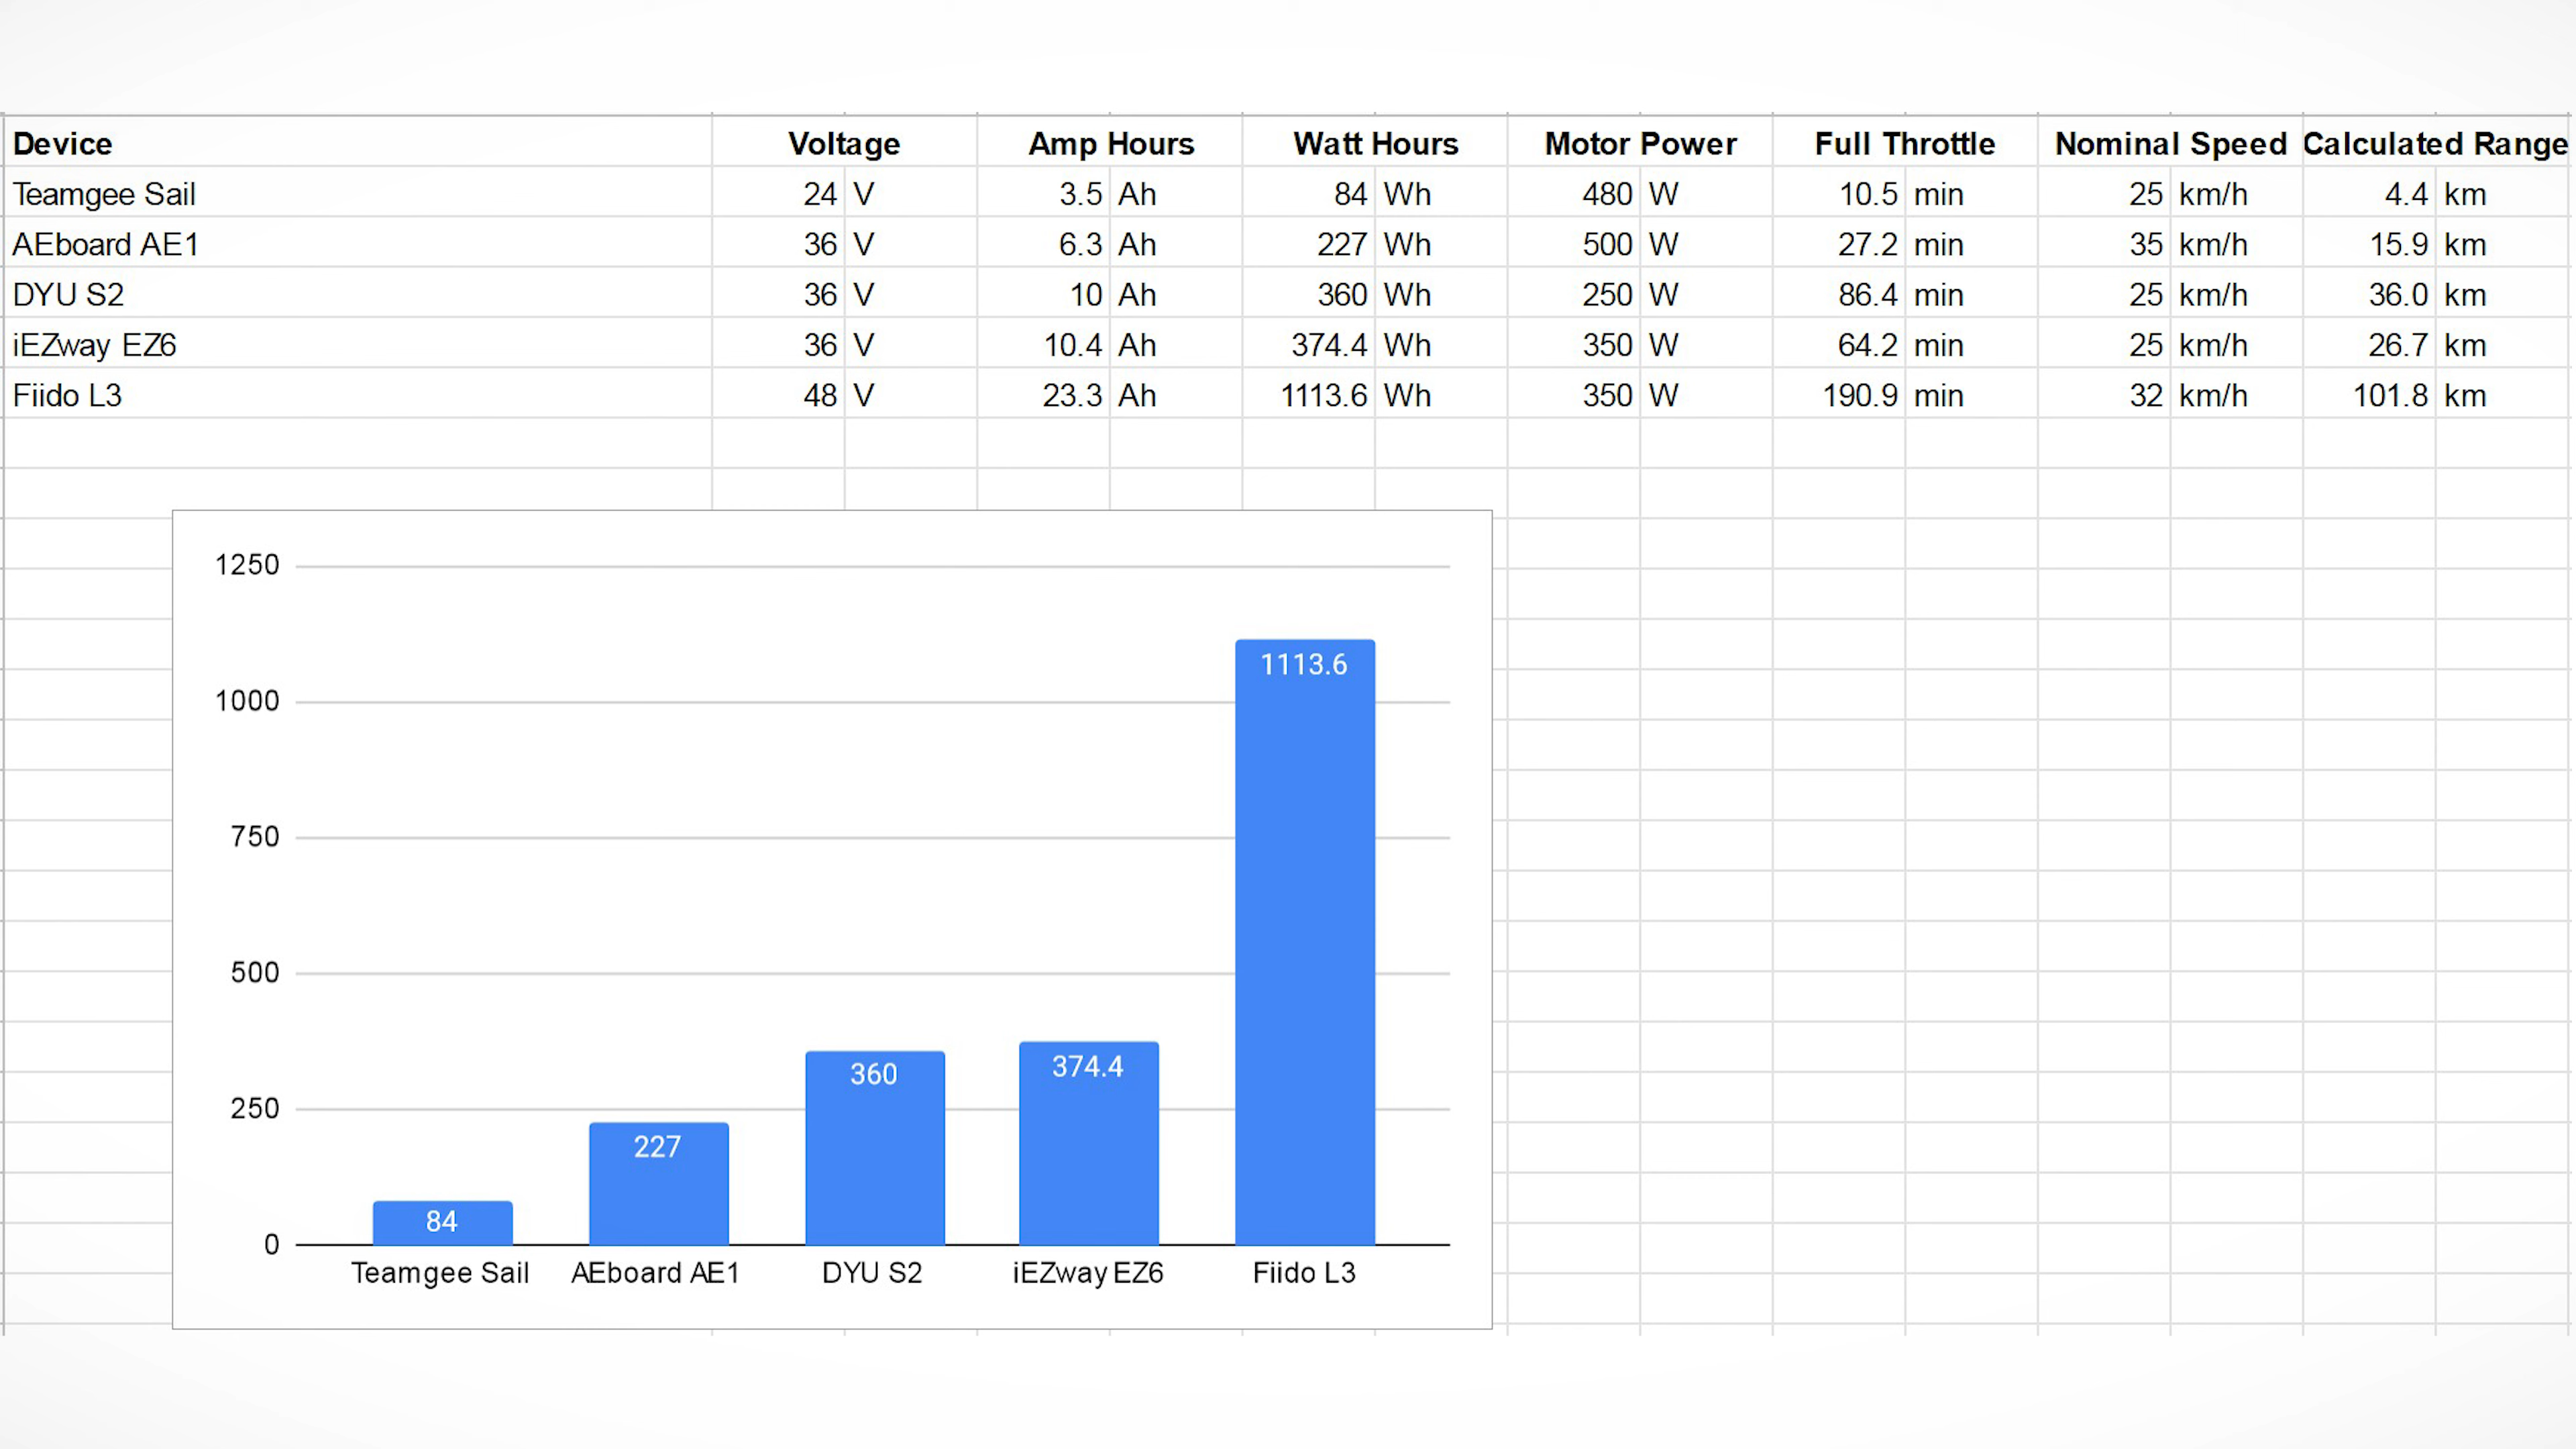 Device Voltage Amp Hours Watt Hours Motor Power Full Throttle Nominal Speed Calculated Range
Teamgee Sail 24 V 3.5 Ah 84 Wh 480 W 10.5 min 25 km/h 4.4 km
AEboard AE1 36 V 6.3 Ah 227 Wh 500 W 27.2 min 35 km/h 15.9 km
DYU S2 36 V 10 Ah 360 Wh 250 W 86.4 min 25 km/h 36.0 km
iEZway EZ6 36 V 10.4 Ah 374.4 Wh 350 W 64.2 min 25 km/h 26.7 km
Fiido L3 48 V 23.3 Ah 1113.6 Wh 350 W 190.9 min 32 km/h 101.8 km
1250
1113.6
1000
750
500
374.4
360
250
227
84
0
Teamgee Sail AEboard AE1 DYU S2 iEZway EZ6 Fiido L3